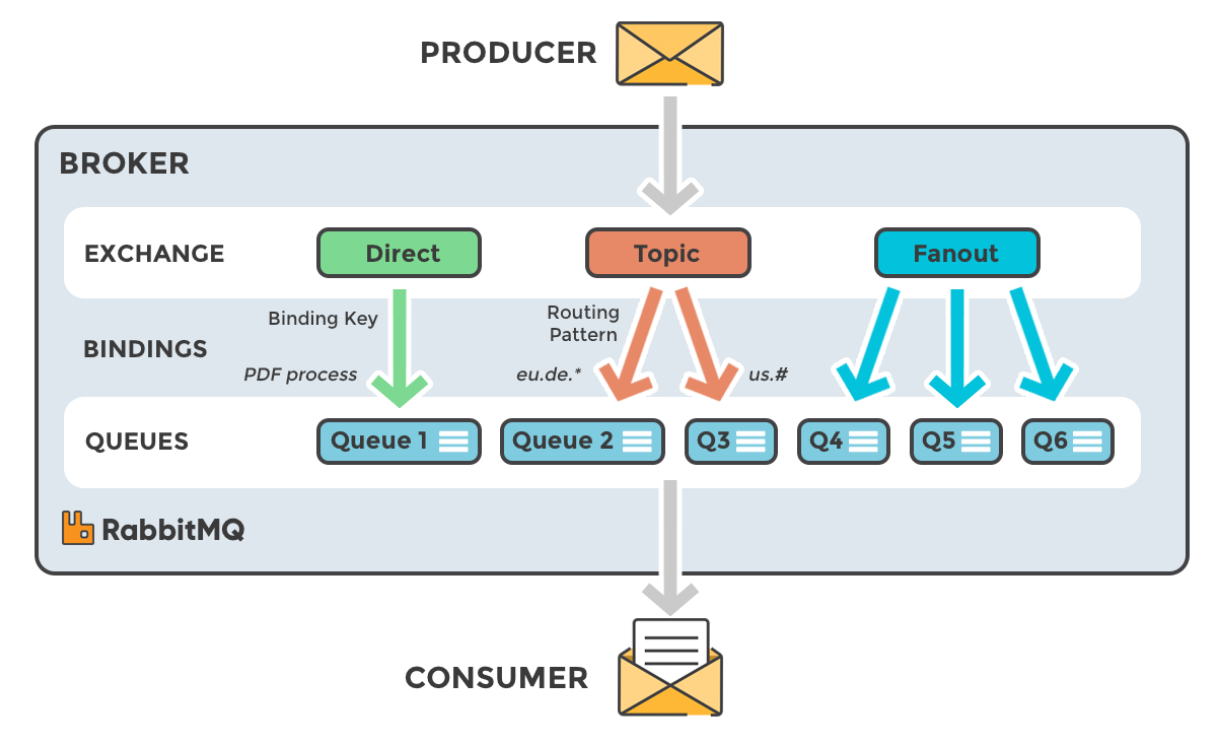 PRODUCER
BROKER
EXCHANGE
Direct
Topic
Fanout
Binding Key
Routing
Pattern
BINDINGS
PDF process
eu.de.*
us.#
QUEUES
Queue 1
Queue 2
Q3
Q4
Q5
Q6
RabbitMQ
CONSUMER